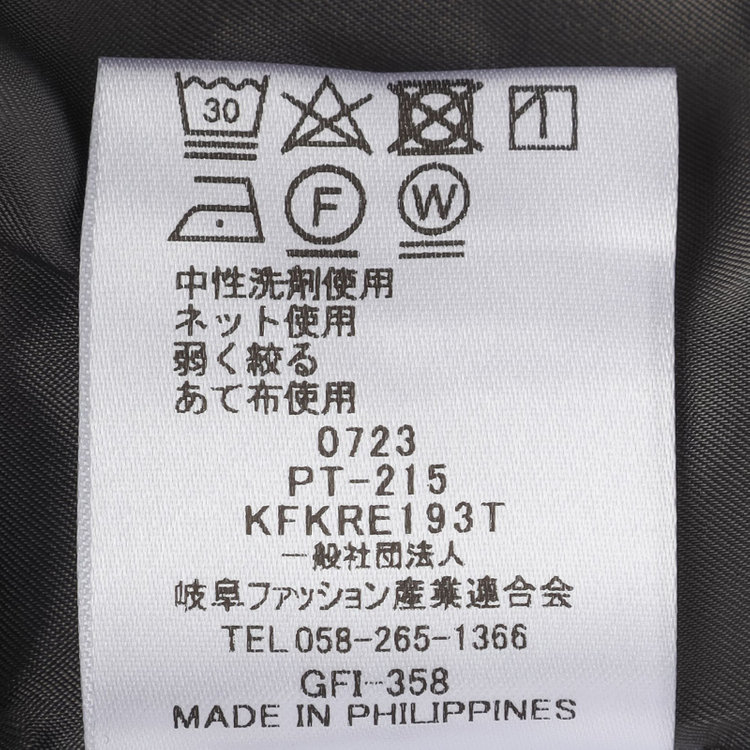 30
F W
中性洗剤使用
ネット使用
弱く絞る
あて布使用
0723
PT-215
KFKRE193T
一般社団法人
岐阜ファッション産業連合会
TEL058-265-1366
GFI-358
MADE IN PHILIPPINES